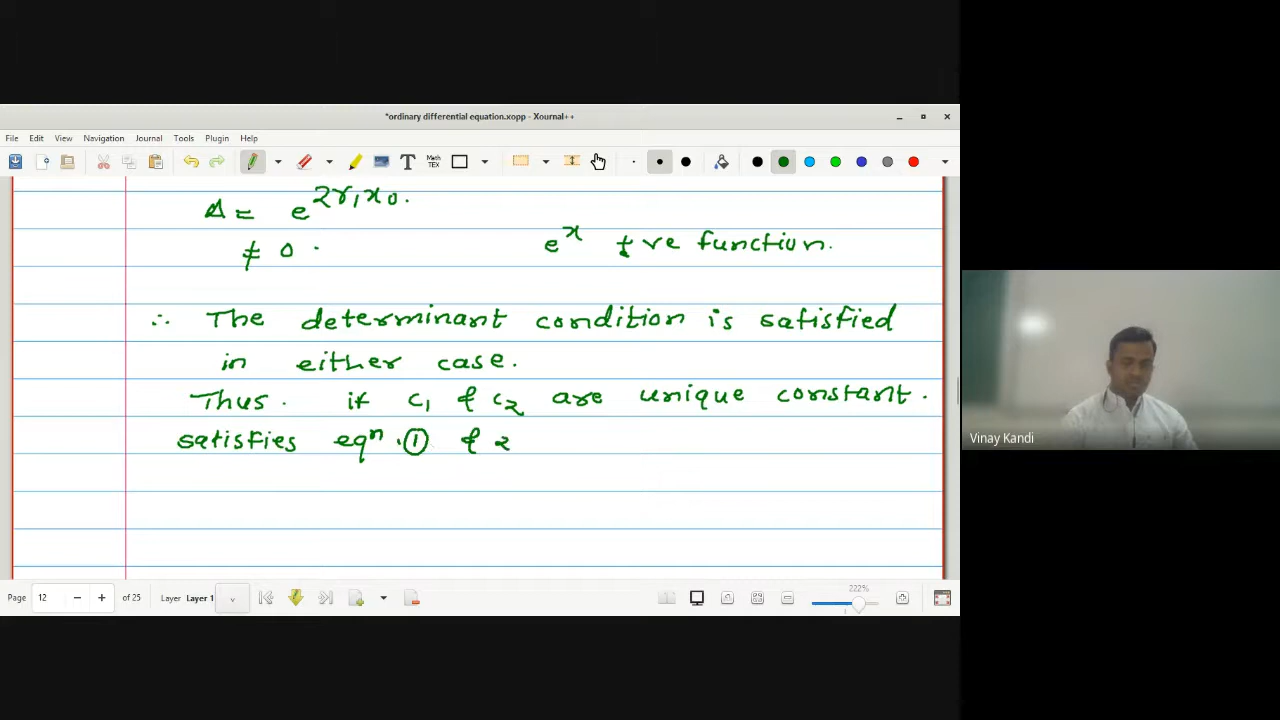 *ordinary differential equation.xopp - Xournal++
File Edit View Navigation Journal Tools Plugin Help
Δ = e^{2r₁x₀}.
≠ 0.
e^x +ve function.
∴ The determinant condition is satisfied
in either case.
Thus. if c₁ & c₂ are unique constant.
satisfies eqⁿ. ① & 2
Vinay Kandi
Page 12 of 25 Layer Layer 1 222%